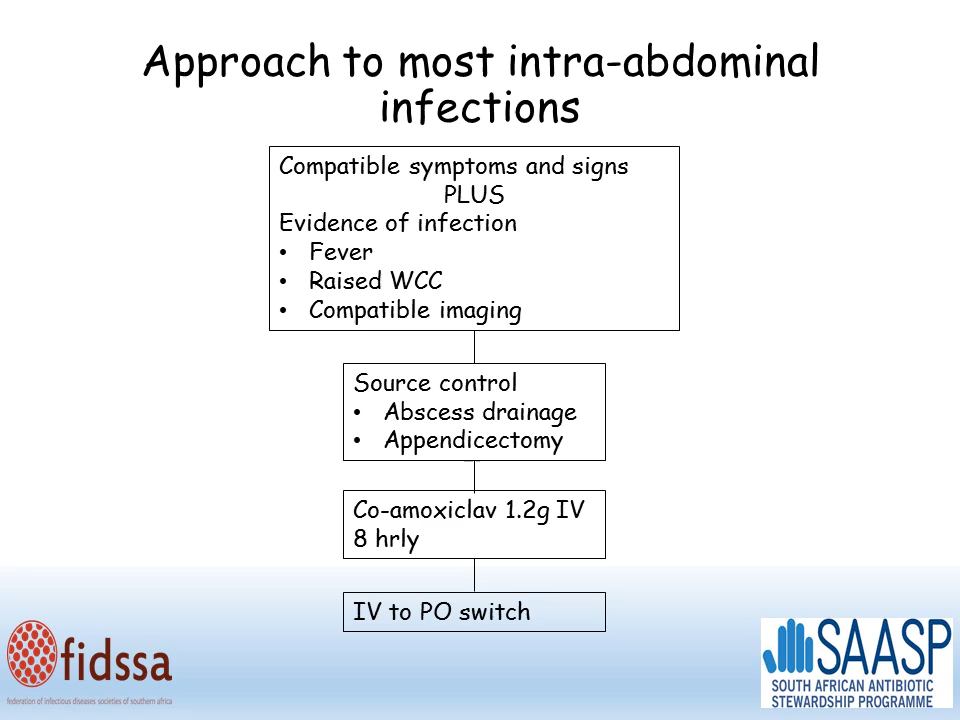 Approach to most intra-abdominal
infections
Compatible symptoms and signs
PLUS
Evidence of infection
• Fever
• Raised WCC
• Compatible imaging
Source control
• Abscess drainage
• Appendicectomy
Co-amoxiclav 1.2g IV
8 hrly
IV to PO switch
fidssa
federation of infectious diseases societies of southern africa
SAASP
SOUTH AFRICAN ANTIBIOTIC
STEWARDSHIP PROGRAMME